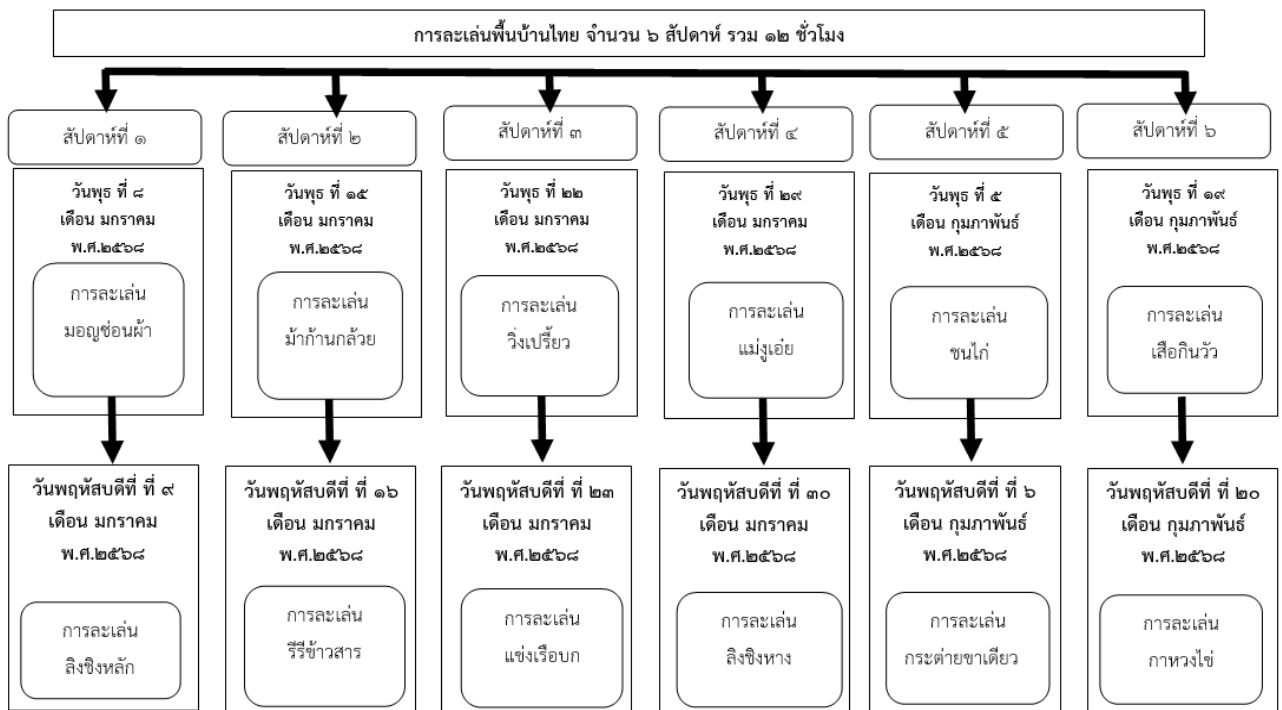 การละเล่นพื้นบ้านไทย จำนวน ๖ สัปดาห์ รวม ๑๒ ชั่วโมง
สัปดาห์ที่ ๑
สัปดาห์ที่ ๒
สัปดาห์ที่ ๓
สัปดาห์ที่ ๔
สัปดาห์ที่ ๕
สัปดาห์ที่ ๖
วันพุธ ที่ ๘
เดือน มกราคม
พ.ศ.๒๕๖๘
การละเล่น
มอญซ่อนผ้า
วันพุธ ที่ ๑๕
เดือน มกราคม
พ.ศ.๒๕๖๘
การละเล่น
ม้าก้านกล้วย
วันพุธ ที่ ๒๒
เดือน มกราคม
พ.ศ.๒๕๖๘
การละเล่น
วิ่งเปรี้ยว
วันพุธ ที่ ๒๙
เดือน มกราคม
พ.ศ.๒๕๖๘
การละเล่น
แม่งูเอ๋ย
วันพุธ ที่ ๕
เดือน กุมภาพันธ์
พ.ศ.๒๕๖๘
การละเล่น
ชนไก่
วันพุธ ที่ ๑๙
เดือน กุมภาพันธ์
พ.ศ.๒๕๖๘
การละเล่น
เสือกินวัว
วันพฤหัสบดีที่ ที่ ๙
เดือน มกราคม
พ.ศ.๒๕๖๘
การละเล่น
ลิงชิงหลัก
วันพฤหัสบดีที่ ที่ ๑๖
เดือน มกราคม
พ.ศ.๒๕๖๘
การละเล่น
รีรีข้าวสาร
วันพฤหัสบดีที่ ที่ ๒๓
เดือน มกราคม
พ.ศ.๒๕๖๘
การละเล่น
แข่งเรือบก
วันพฤหัสบดีที่ ที่ ๓๐
เดือน มกราคม
พ.ศ.๒๕๖๘
การละเล่น
ลิงชิงหาง
วันพฤหัสบดีที่ ที่ ๖
เดือน กุมภาพันธ์
พ.ศ.๒๕๖๘
การละเล่น
กระต่ายขาเดียว
วันพฤหัสบดีที่ ที่ ๒๐
เดือน กุมภาพันธ์
พ.ศ.๒๕๖๘
การละเล่น
กาหวงไข่